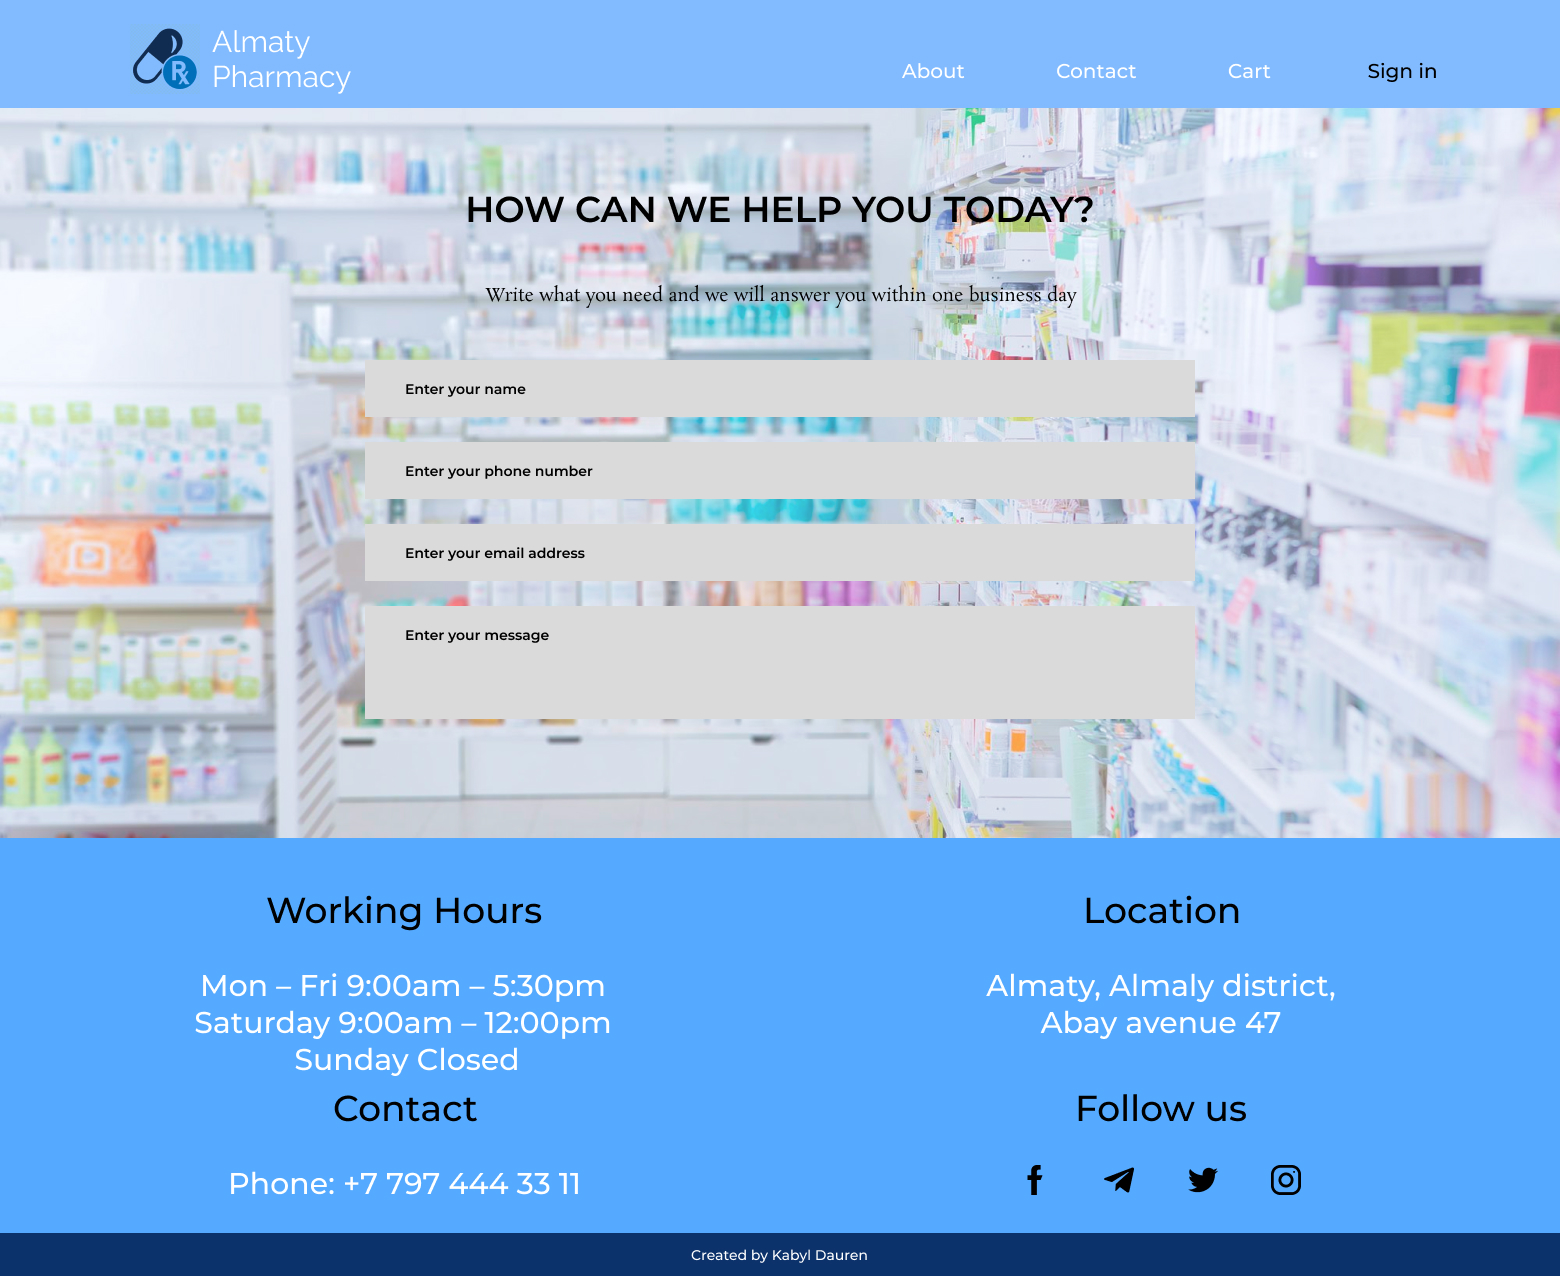 Almaty
Pharmacy
Rx
About
Contact
Cart
Sign in
HOW CAN WE HELP YOU TODAY?
Write what you need and we will answer you within one business day
Enter your name
Enter your phone number
Enter your email address
Enter your message
Working Hours
Mon – Fri 9:00am – 5:30pm
Saturday 9:00am – 12:00pm
Sunday Closed
Location
Almaty, Almaly district,
Abay avenue 47
Contact
Phone: +7 797 444 33 11
Follow us
Created by Kabyl Dauren